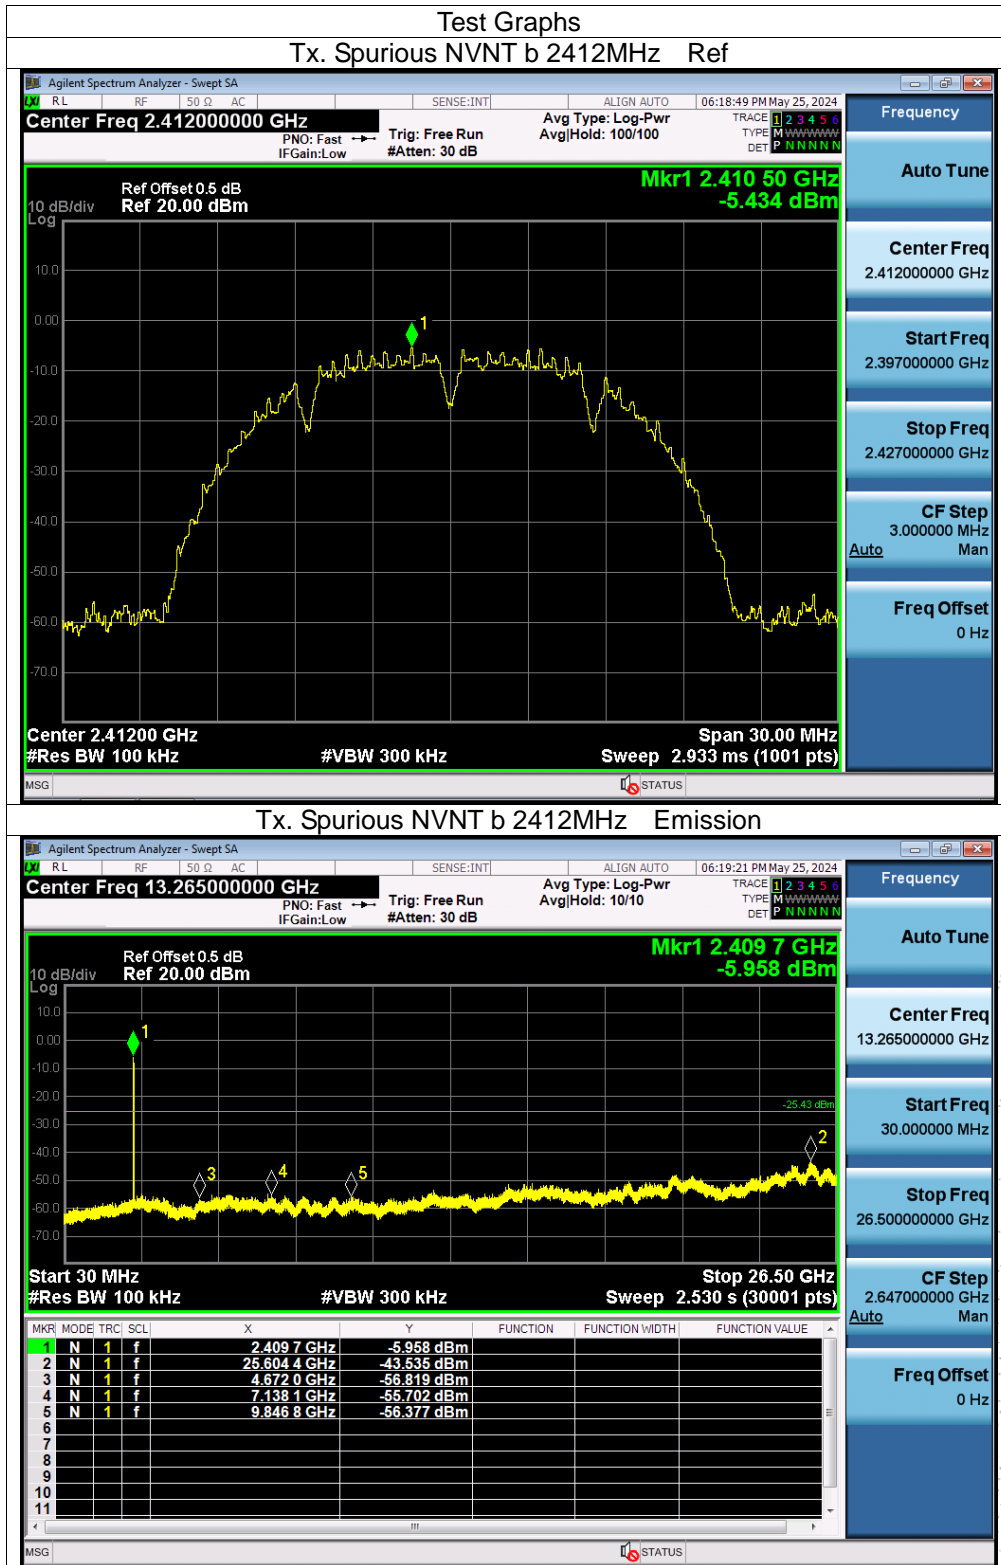 Test Graphs
Tx. Spurious NVNT b 2412MHz Ref
Agilent Spectrum Analyzer - Swept SA
LXI RL RF 50 Ω AC SENSE:INT ALIGN AUTO 06:18:49 PM May 25, 2024
Center Freq 2.412000000 GHz
PNO: Fast
IFGain:Low
Trig: Free Run
#Atten: 30 dB
Avg Type: Log-Pwr
Avg|Hold: 100/100
TRACE 1 2 3 4 5 6
TYPE M WWWWW
DET P N N N N N
Frequency
Auto Tune
Center Freq
2.412000000 GHz
Start Freq
2.397000000 GHz
Stop Freq
2.427000000 GHz
CF Step
3.000000 MHz
Auto Man
Freq Offset
0 Hz
Mkr1 2.410 50 GHz
-5.434 dBm
Ref Offset 0.5 dB
10 dB/div Ref 20.00 dBm
Log
10.0
0.00
-10.0
-20.0
-30.0
-40.0
-50.0
-60.0
-70.0
1
Center 2.41200 GHz Span 30.00 MHz
#Res BW 100 kHz #VBW 300 kHz Sweep 2.933 ms (1001 pts)
MSG STATUS
Tx. Spurious NVNT b 2412MHz Emission
Agilent Spectrum Analyzer - Swept SA
LXI RL RF 50 Ω AC SENSE:INT ALIGN AUTO 06:19:21 PM May 25, 2024
Center Freq 13.265000000 GHz
PNO: Fast
IFGain:Low
Trig: Free Run
#Atten: 30 dB
Avg Type: Log-Pwr
Avg|Hold: 10/10
TRACE 1 2 3 4 5 6
TYPE M WWWWW
DET P N N N N N
Frequency
Auto Tune
Center Freq
13.265000000 GHz
Start Freq
30.000000 MHz
Stop Freq
26.500000000 GHz
CF Step
2.647000000 GHz
Auto Man
Freq Offset
0 Hz
Mkr1 2.409 7 GHz
-5.958 dBm
Ref Offset 0.5 dB
10 dB/div Ref 20.00 dBm
Log
10.0
0.00
-10.0
-20.0
-30.0
-40.0
-50.0
-60.0
-70.0
1
-25.43 dBm
2
3
4
5
Start 30 MHz Stop 26.50 GHz
#Res BW 100 kHz #VBW 300 kHz Sweep 2.530 s (30001 pts)
MKR MODE TRC SCL X Y FUNCTION FUNCTION WIDTH FUNCTION VALUE
1 N 1 f 2.409 7 GHz -5.958 dBm
2 N 1 f 25.604 4 GHz -43.535 dBm
3 N 1 f 4.672 0 GHz -56.819 dBm
4 N 1 f 7.138 1 GHz -55.702 dBm
5 N 1 f 9.846 8 GHz -56.377 dBm
6
7
8
9
10
11
MSG STATUS